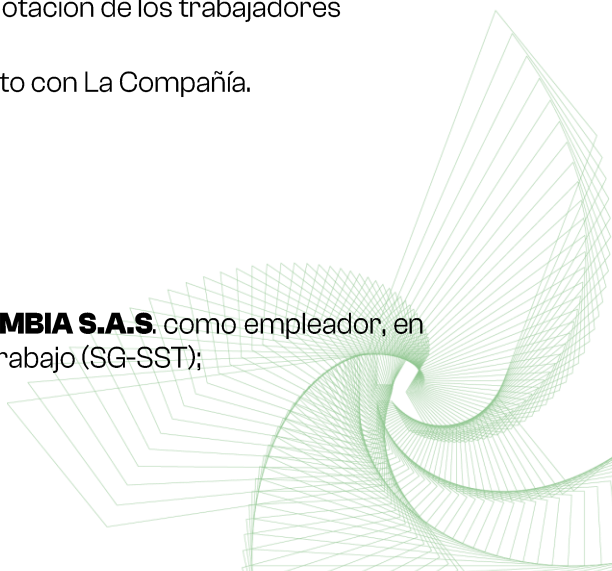 otación de los trabajadores
to con La Compañía.
MBIA S.A.S. como empleador, en
rabajo (SG-SST);